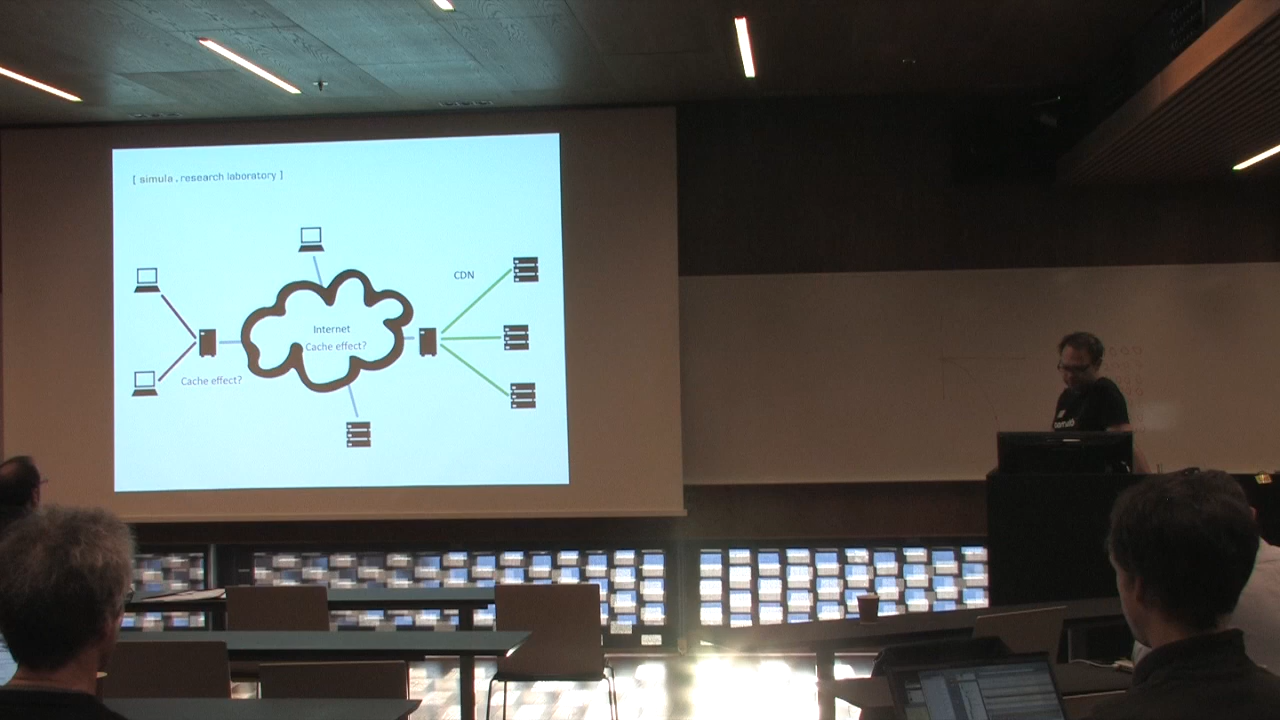 [ simula . research laboratory ]
CDN
Internet
Cache effect?
Cache effect?